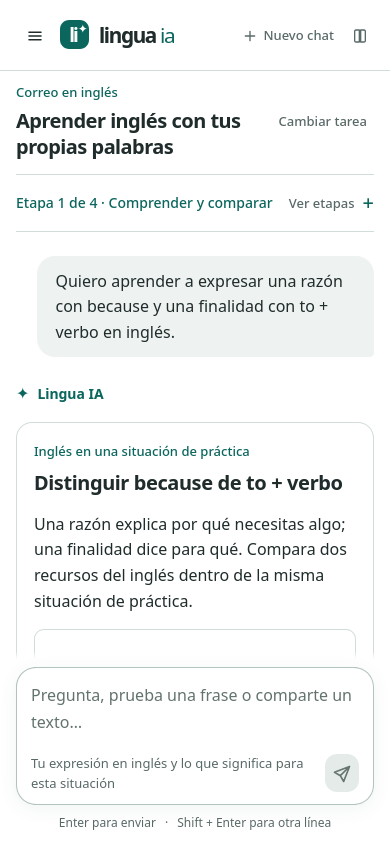 li
lingua ia
Nuevo chat
Correo en inglés
Aprender inglés con tus
propias palabras
Cambiar tarea
Etapa 1 de 4 · Comprender y comparar
Ver etapas +
Quiero aprender a expresar una razón
con because y una finalidad con to +
verbo en inglés.
Lingua IA
Inglés en una situación de práctica
Distinguir because de to + verbo
Una razón explica por qué necesitas algo;
una finalidad dice para qué. Compara dos
recursos del inglés dentro de la misma
situación de práctica.
Pregunta, prueba una frase o comparte un
texto...
Tu expresión en inglés y lo que significa para
esta situación
Enter para enviar · Shift + Enter para otra línea